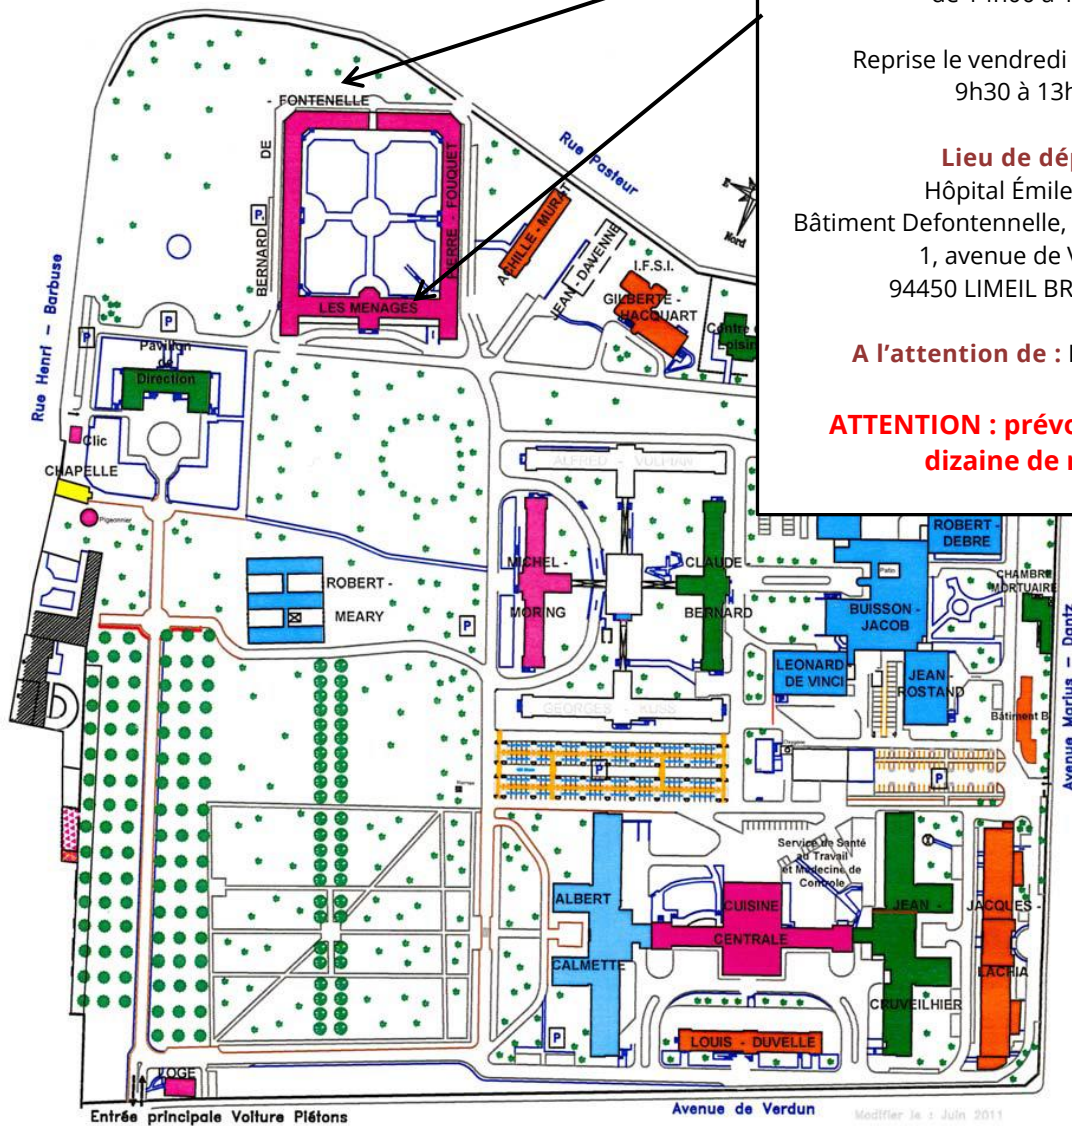 Reprise le vendredi
9h30 à 13h
Lieu de dép
Hôpital Émile
Bâtiment Defontennelle,
1, avenue de V
94450 LIMEIL BR
A l’attention de :
ATTENTION : prévo
dizaine de
- FONTENELLE
BERNARD - DE
PIERRE - FOUQUET
LES MENAGES
Rue Pasteur
Nord
ACHILLE - MURAT
JEAN - DAVENNE
I.F.S.I.
GILBERTE -
HACQUART
Centre
Rue Henri - Barbuse
P
P
P
Pavillon
de
Direction
Clic
CHAPELLE
Pigeonnier
ROBERT -
MEARY
P
ALFRED - VULPIAN
MICHEL -
MORING
CLAUDE -
BERNARD
GEORGES - KUSS
ROBERT -
DEBRE
Patio
CHAMBRE
MORTUAIRE
BUISSON -
JACOB
LEONARD
DE VINCI
JEAN -
ROSTAND
Bâtiment B
Avenue Marius - Dantz
P
P
Service de Santé
au Travail
et Médecine de
Controle
ALBERT
CALMETTE
CUISINE
CENTRALE
JEAN -
CRUVEILHIER
JACQUES -
LACHIA
P
LOUIS - DUVELLE
LOGE
Entrée principale Voiture Piétons
Avenue de Verdun
Modifier le : Juin 2011